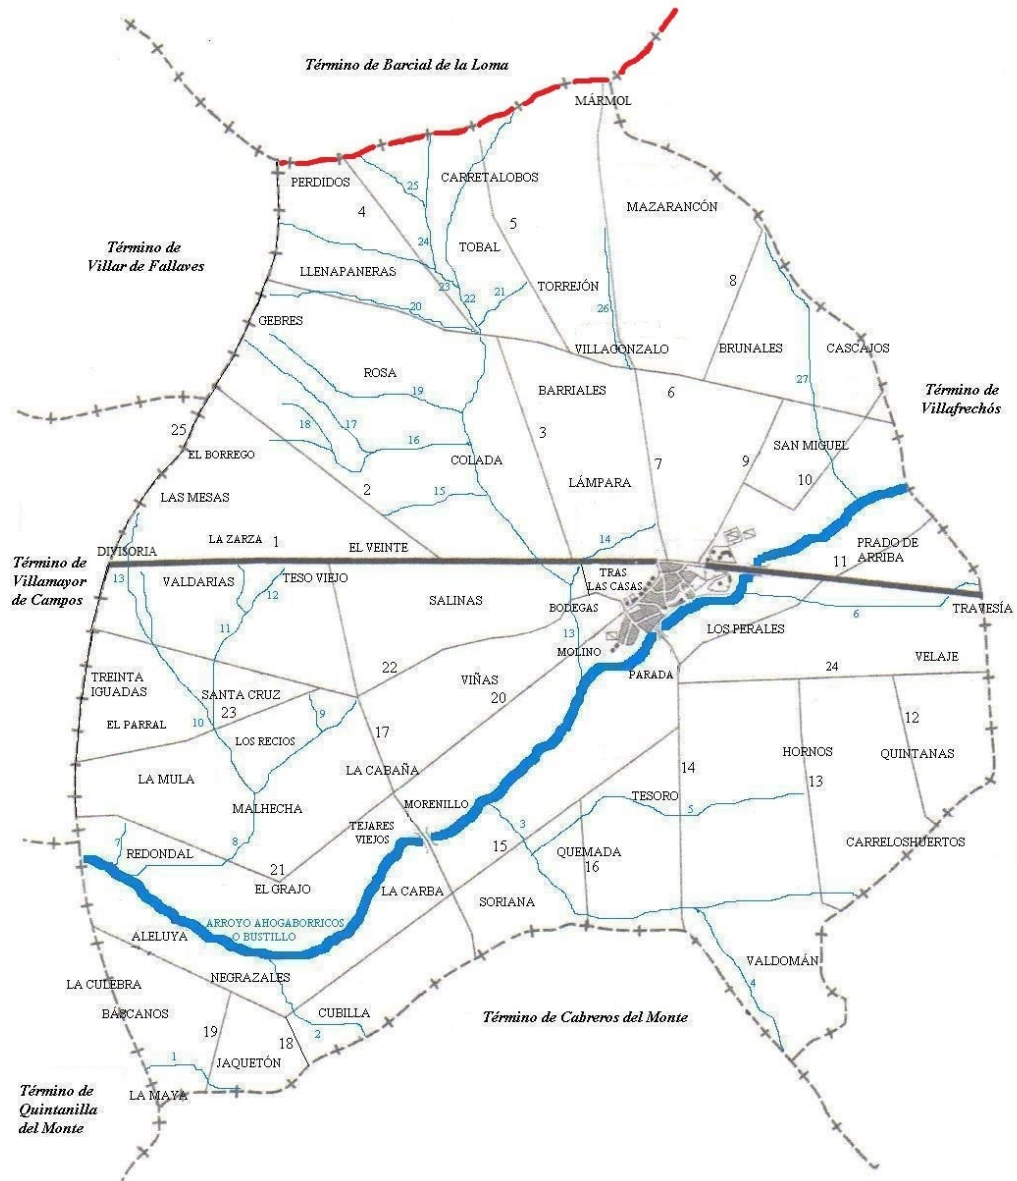 Término de Barcial de la Loma
MÁRMOL
PERDIDOS
25
CARRETALOBOS
4
5
MAZARANCÓN
Término de
Villar de Fallaves
24
TOBAL
LLENAPANERAS
8
23
22
21
TORREJÓN
20
26
GEBRES
VILLAGONZALO
BRUNALES
CASCAJOS
ROSA
19
BARRIALES
6
27
Término de
Villafrechós
25
18
17
16
3
EL BORREGO
COLADA
7
9
SAN MIGUEL
10
LAS MESAS
2
15
LÁMPARA
LA ZARZA
1
EL VEINTE
14
DIVISORIA
PRADO DE
ARRIBA
11
Término de
Villamayor
de Campos
13
VALDARIAS
TESO VIEJO
12
TRAS
LAS CASAS
SALINAS
BODEGAS
6
TRAVESÍA
11
13
LOS PERALES
MOLINO
TREINTA
IGUADAS
22
VIÑAS
PARADA
24
VELAJE
SANTA CRUZ
20
23
9
10
EL PARRAL
LOS RECIOS
17
12
LA MULA
LA CABAÑA
14
HORNOS
QUINTANAS
13
MALHECHA
MORENILLO
TESORO
5
TEJARES
VIEJOS
3
7
REDONDAL
8
15
QUEMADA
16
CARRELOSHUERTOS
21
EL GRAJO
LA CARBA
SORIANA
ARROYO AHOGABORRICOS
O BUSTILLO
ALELUYA
VALDOMÁN
NEGRAZALES
LA CULEBRA
4
BÁSCANOS
CUBILLA
Término de Cabreros del Monte
19
2
18
1
JAQUETÓN
Término de
Quintanilla
del Monte
LA MAYA